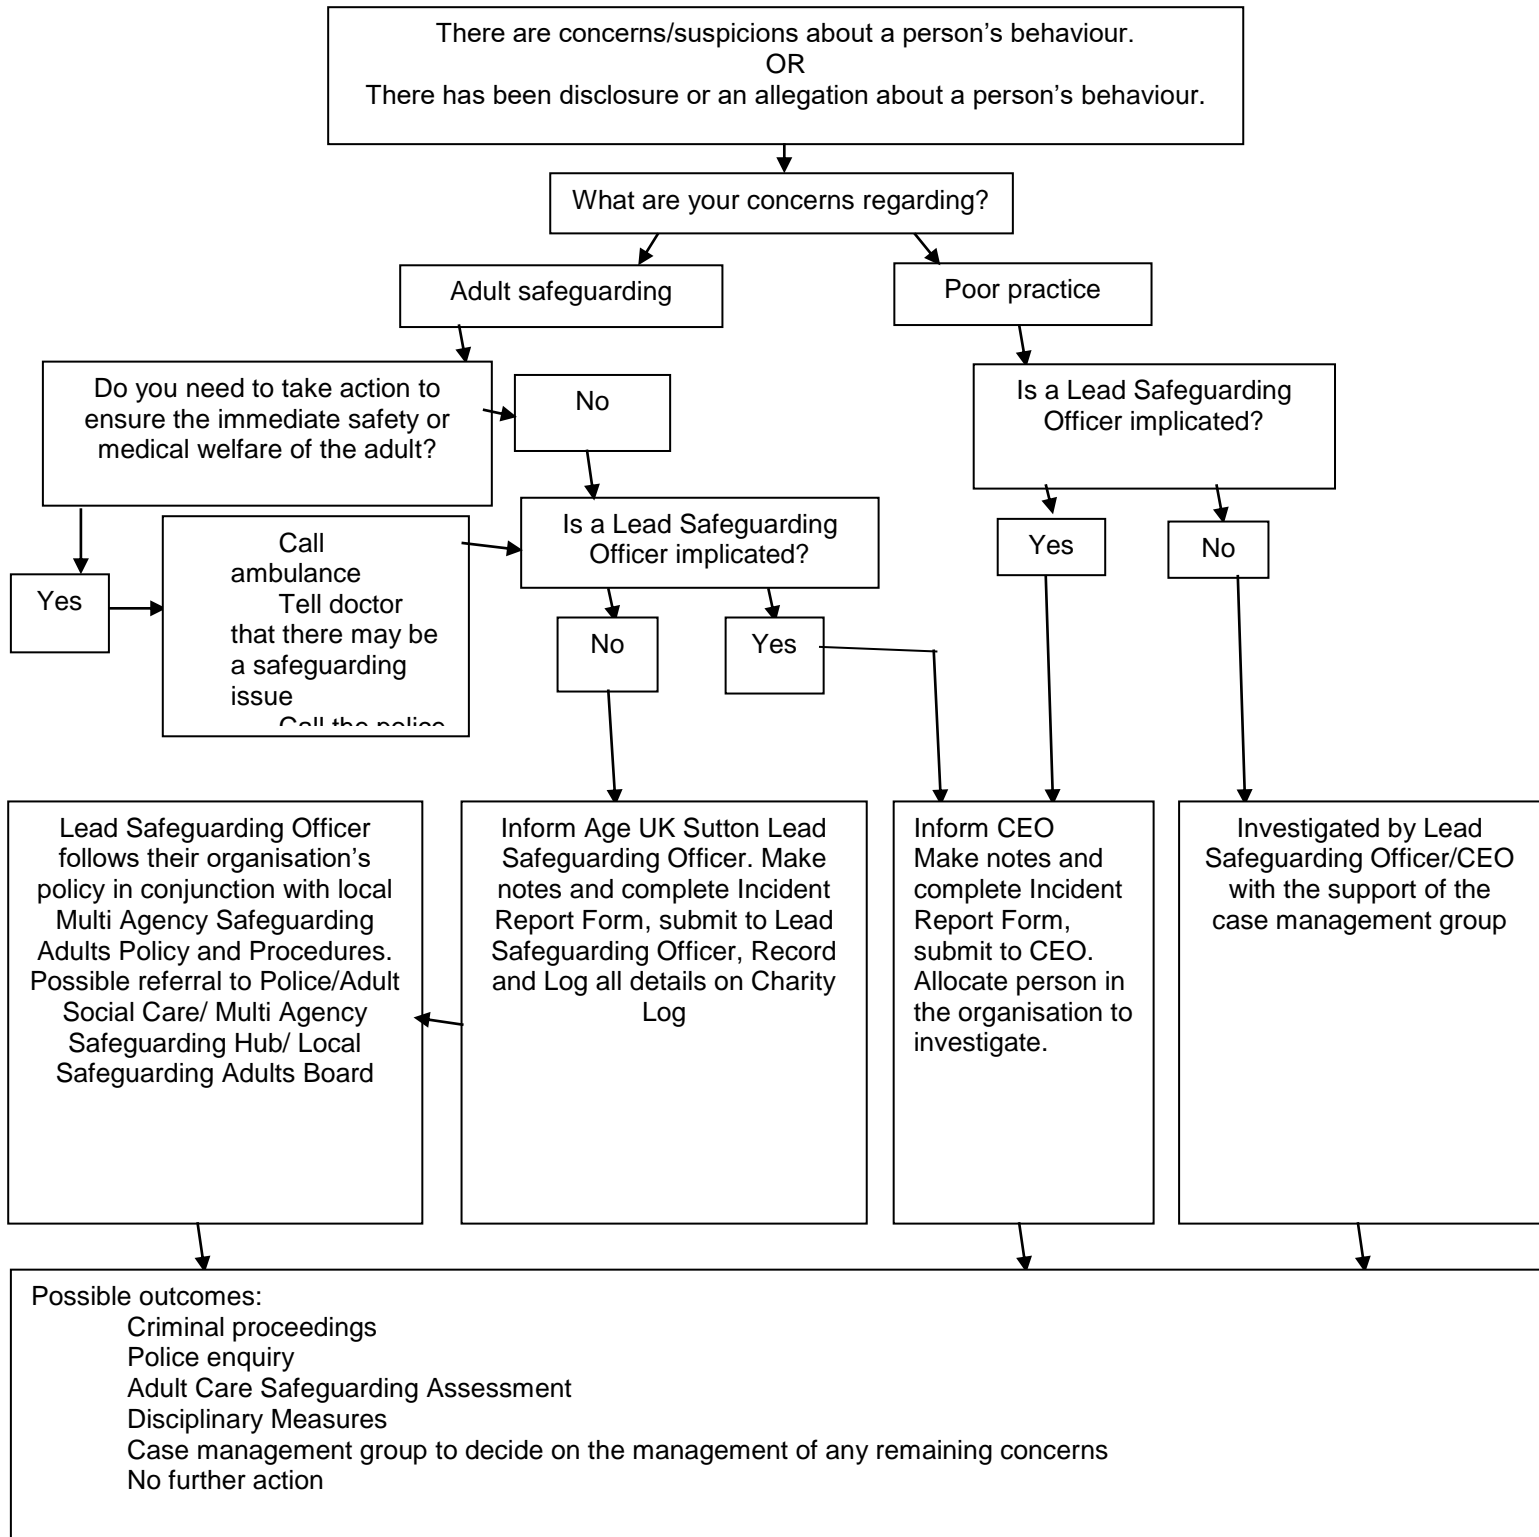 There are concerns/suspicions about a person’s behaviour.
OR
There has been disclosure or an allegation about a person’s behaviour.
What are your concerns regarding?
Adult safeguarding
Poor practice
Do you need to take action to
ensure the immediate safety or
medical welfare of the adult?
No
Is a Lead Safeguarding
Officer implicated?
Yes
Call
ambulance
Tell doctor
that there may be
a safeguarding
issue
Call the police
Is a Lead Safeguarding
Officer implicated?
No
Yes
Yes
No
Lead Safeguarding Officer
follows their organisation’s
policy in conjunction with local
Multi Agency Safeguarding
Adults Policy and Procedures.
Possible referral to Police/Adult
Social Care/ Multi Agency
Safeguarding Hub/ Local
Safeguarding Adults Board
Inform Age UK Sutton Lead
Safeguarding Officer. Make
notes and complete Incident
Report Form, submit to Lead
Safeguarding Officer, Record
and Log all details on Charity
Log
Inform CEO
Make notes and
complete Incident
Report Form,
submit to CEO.
Allocate person in
the organisation to
investigate.
Investigated by Lead
Safeguarding Officer/CEO
with the support of the
case management group
Possible outcomes:
Criminal proceedings
Police enquiry
Adult Care Safeguarding Assessment
Disciplinary Measures
Case management group to decide on the management of any remaining concerns
No further action